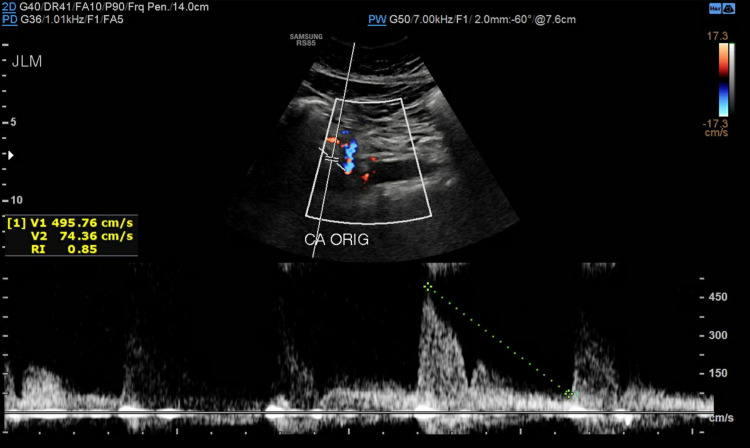 2D G40/DR41/FA10/P90/Frq Pen./14.0cm
PD G36/1.01kHz/F1/FA5
PW G50/7.00kHz/F1/ 2.0mm:-60°/@7.6cm
SAMSUNG
RS85
17.3
JLM
5
-17.3
cm/s
10
[1] V1 495.76 cm/s
V2 74.36 cm/s
RI 0.85
CA ORIG
450
300
150
cm/s